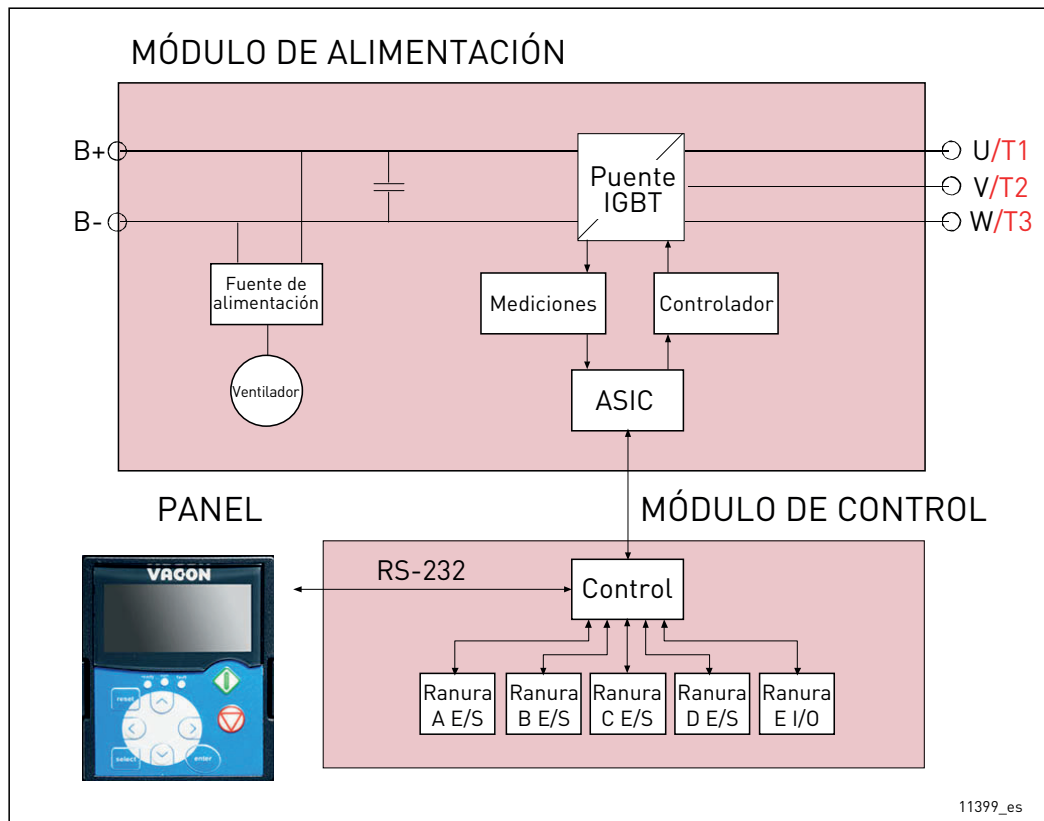 MÓDULO DE ALIMENTACIÓN
B+
B-
Puente
IGBT
U/T1
V/T2
W/T3
Fuente de
alimentación
Mediciones
Controlador
Ventilador
ASIC
PANEL
MÓDULO DE CONTROL
VACON
reset
select
enter
RS-232
Control
Ranura
A E/S
Ranura
B E/S
Ranura
C E/S
Ranura
D E/S
Ranura
E I/O
11399_es